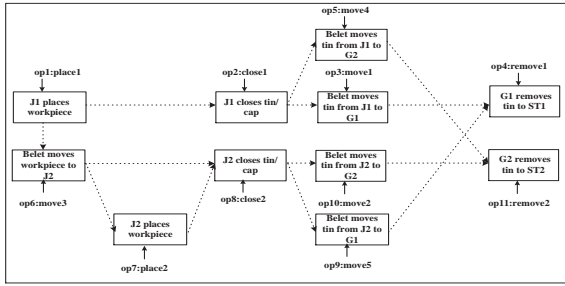 op5:move4
Belet moves
tin from J1 to
G2
op1:place1
op2:close1
op3:move1
op4:remove1
J1 places
workpiece
J1 closes tin/
cap
Belet moves
tin from J1 to
G1
G1 removes
tin to ST1
Belet moves
workpiece to
J2
J2 closes tin/
cap
Belet moves
tin from J2 to
G2
G2 removes
tin to ST2
op6:move3
op8:close2
op10:move2
op11:remove2
J2 places
workpiece
Belet moves
tin from J2 to
G1
op7:place2
op9:move5